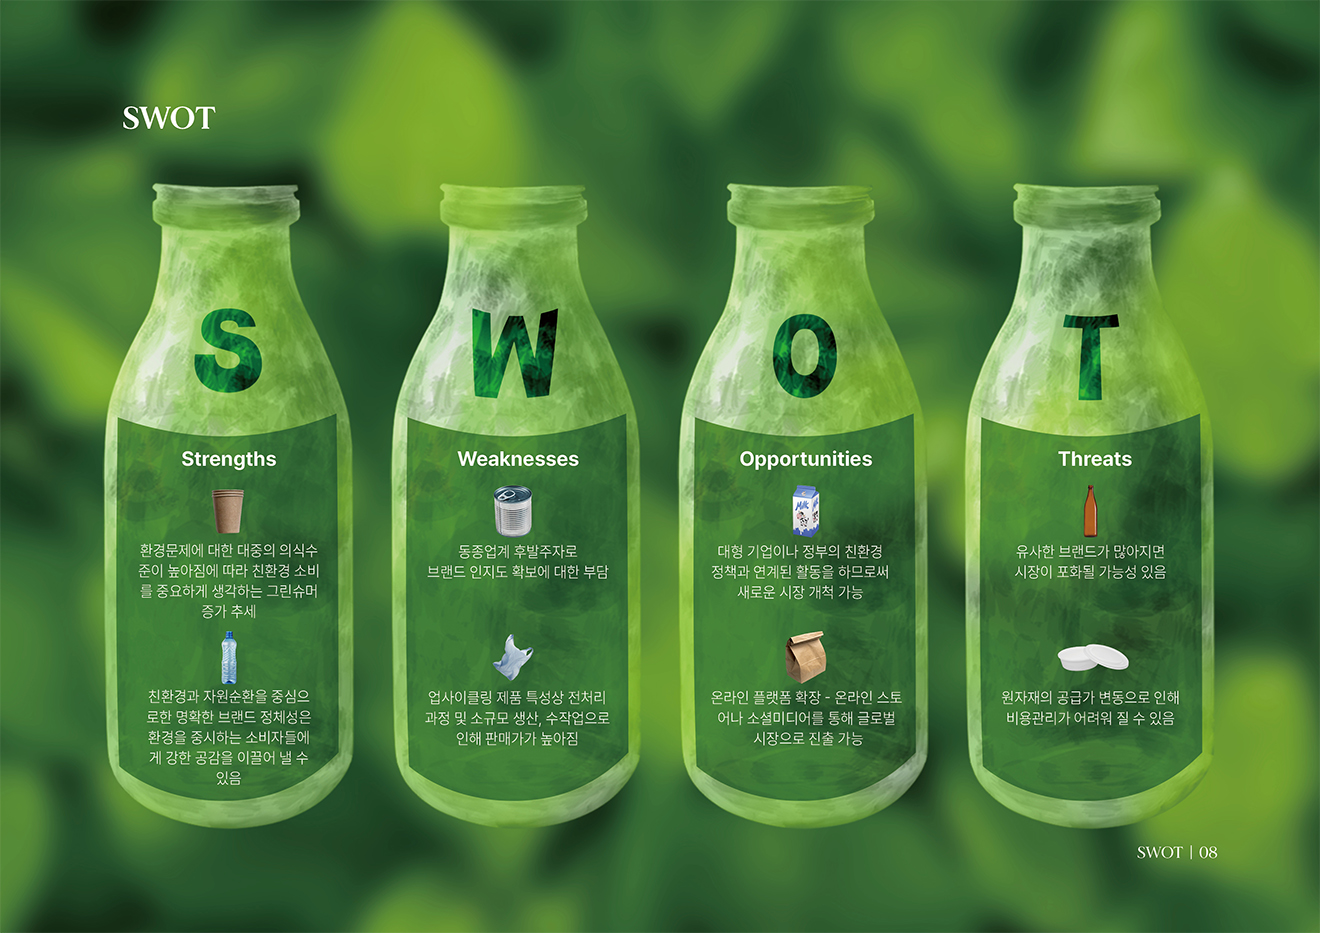 SWOT
S
Strengths
환경문제에 대한 대중의 의식수
준이 높아짐에 따라 친환경 소비
를 중요하게 생각하는 그린슈머
증가 추세
친환경과 자원순환을 중심으
로한 명확한 브랜드 정체성은
환경을 중시하는 소비자들에
게 강한 공감을 이끌어 낼 수
있음
W
Weaknesses
동종업계 후발주자로
브랜드 인지도 확보에 대한 부담
업사이클링 제품 특성상 전처리
과정 및 소규모 생산, 수작업으로
인해 판매가가 높아짐
O
Opportunities
Milk
대형 기업이나 정부의 친환경
정책과 연계된 활동을 하므로써
새로운 시장 개척 가능
온라인 플랫폼 확장 - 온라인 스토
어나 소셜미디어를 통해 글로벌
시장으로 진출 가능
T
Threats
유사한 브랜드가 많아지면
시장이 포화될 가능성 있음
원자재의 공급가 변동으로 인해
비용관리가 어려워 질 수 있음
SWOT | 08